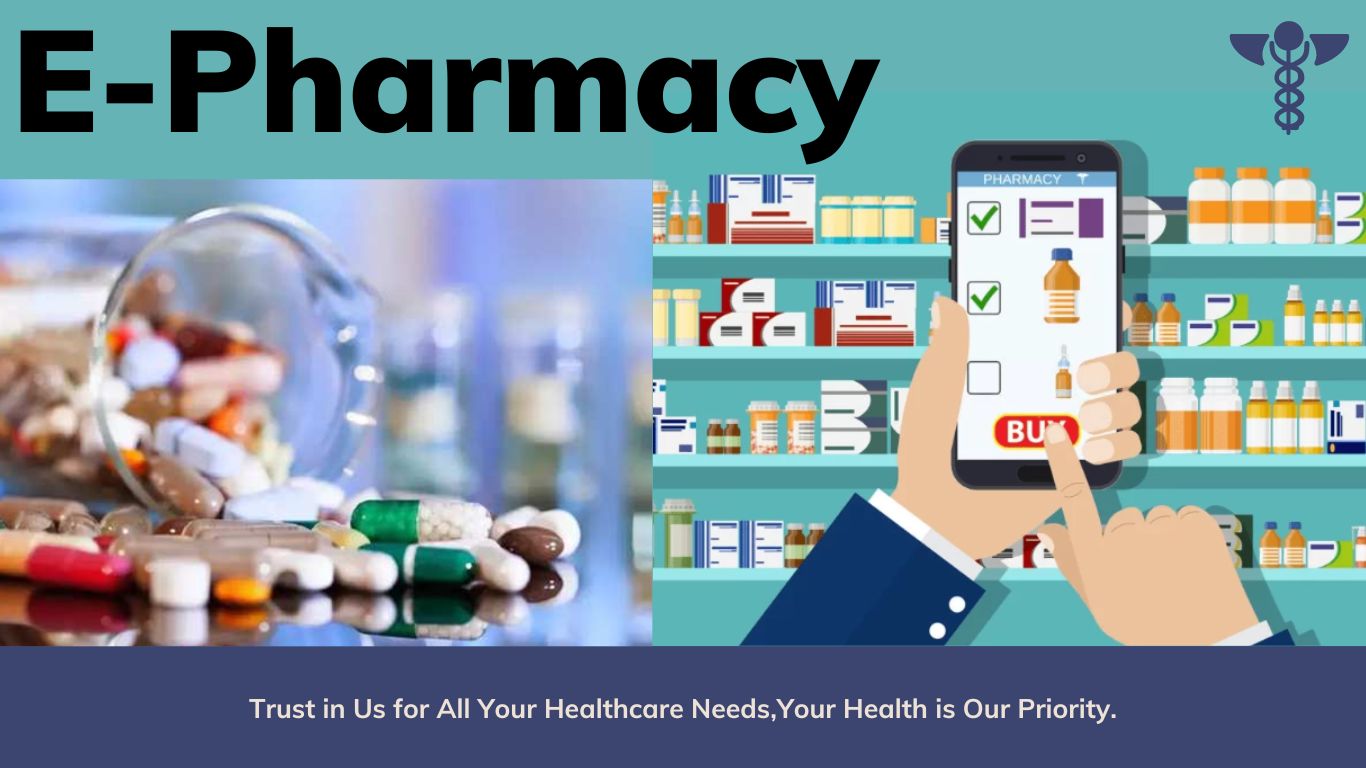 E-Pharmacy
PHARMACY
BUY
Trust in Us for All Your Healthcare Needs,Your Health is Our Priority.